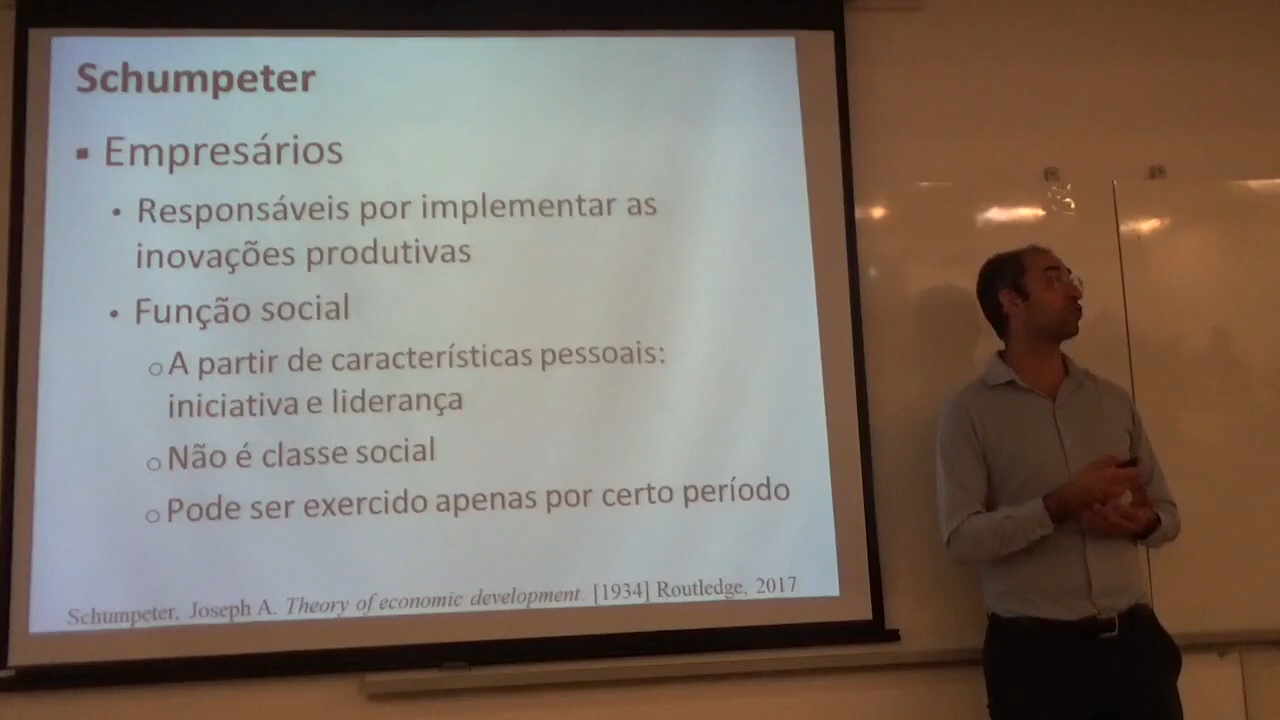 Schumpeter
▪ Empresários
• Responsáveis por implementar as
inovações produtivas
• Função social
○ A partir de características pessoais:
iniciativa e liderança
○ Não é classe social
○ Pode ser exercido apenas por certo período
Schumpeter, Joseph A. Theory of economic development. [1934] Routledge, 2017